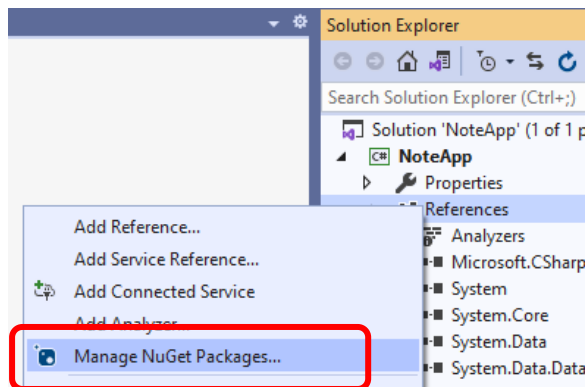 Solution Explorer
Search Solution Explorer (Ctrl+;)
Solution 'NoteApp' (1 of 1 p
C# NoteApp
Properties
References
Analyzers
Microsoft.CSharp
System
System.Core
System.Data
System.Data.Data
Add Reference...
Add Service Reference...
Add Connected Service
Add Analyzer...
Manage NuGet Packages...